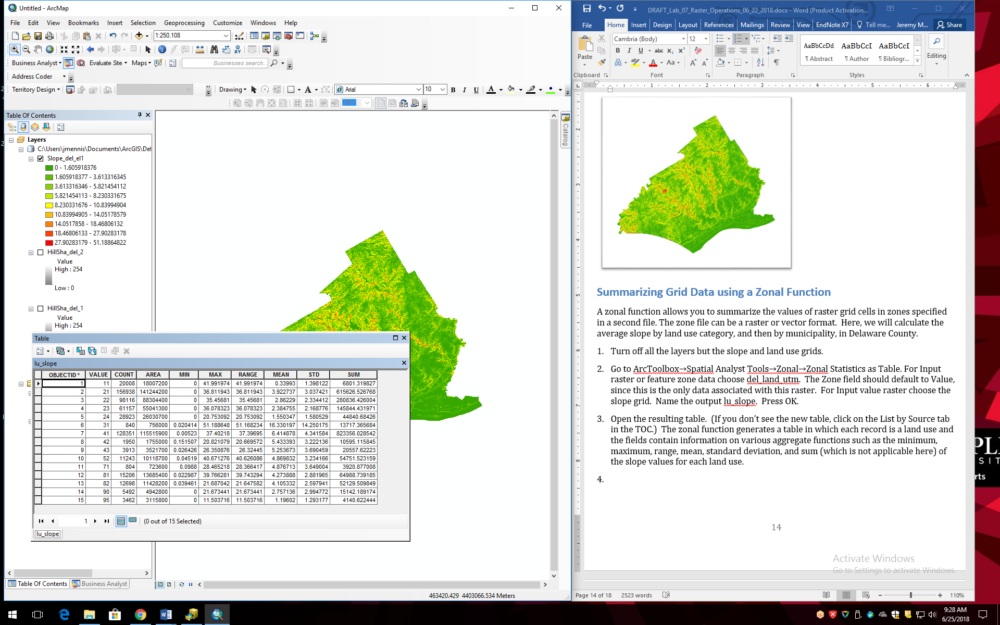 Untitled - ArcMap
File Edit View Bookmarks Insert Selection Geoprocessing Customize Windows Help
1:250,108
Business Analyst Evaluate Site Maps Businesses search...
Address Coder
Territory Design Drawing Arial 10 B I U A
100%
Table Of Contents
Layers
C:\Users\jmennis\Documents\ArcGIS\Def
Slope_del_el1
0 - 1.605918376
1.605918377 - 3.613316345
3.613316346 - 5.821454112
5.821454113 - 8.230331675
8.230331676 - 10.83994904
10.83994905 - 14.05178579
14.0517858 - 18.46806132
18.46806133 - 27.90283178
27.90283179 - 51.18864822
HillSha_del_2
Value
High : 254
Low : 0
HillSha_del_1
Value
High : 254
Catalog
Table
lu_slope
OBJECTID * VALUE COUNT AREA MIN MAX RANGE MEAN STD SUM
1 11 20008 18007200 0 41.991974 41.991974 0.33993 1.398122 6801.319827
2 21 156938 141244200 0 36.811943 36.811943 3.922737 3.037421 615626.526768
3 22 98116 88304400 0 35.45681 35.45681 2.86229 2.334412 280836.426004
4 23 61157 55041300 0 36.078323 36.078323 2.384755 2.168776 145844.431971
5 24 28923 26030700 0 20.753092 20.753092 1.550347 1.580529 44840.68426
6 31 840 756000 0.020414 51.188648 51.168234 16.330197 14.250175 13717.365684
7 41 128351 115515900 0.00523 37.40218 37.39695 6.414878 4.341584 823356.028542
8 42 1950 1755000 0.151507 20.821079 20.669572 5.433393 3.222136 10595.115845
9 43 3913 3521700 0.026426 26.350876 26.32445 5.253673 3.690459 20557.62223
10 52 11243 10118700 0.04519 40.671276 40.626086 4.869832 3.234166 54751.523159
11 71 804 723600 0.0988 28.465218 28.366417 4.876713 3.649004 3920.877008
12 81 15206 13685400 0.022987 39.766281 39.743294 4.273888 2.881965 64988.739185
13 82 12698 11428200 0.039461 21.687042 21.647582 4.105332 2.597941 52129.509849
14 90 5492 4942800 0 21.673441 21.673441 2.757136 2.994772 15142.189174
15 95 3462 3115800 0 11.503716 11.503716 1.19602 1.293177 4140.622444
1 (0 out of 15 Selected)
lu_slope
Table Of Contents Business Analyst
463420.429 4403066.534 Meters
DRAFT_Lab_07_Raster_Operations_06_22_2018.docx - Word (Product Activation...
File Home Insert Design Layout References Mailings Review View EndNote X7 Tell me... Jeremy M... Share
Paste
Cambria (Body) 12
B I U abc X₂ X²
Aa
AaBbCcDd AaBbCcI AaBbCcI
¶ Abstract ¶ Author ¶ Bibliogr...
Editing
Clipboard Font Paragraph Styles
1 2 3 4 5 6
2
3
4
5
6
7
8
Summarizing Grid Data using a Zonal Function
A zonal function allows you to summarize the values of raster grid cells in zones specified
in a second file. The zone file can be a raster or vector format. Here, we will calculate the
average slope by land use category, and then by municipality, in Delaware County.
1. Turn off all the layers but the slope and land use grids.
2. Go to ArcToolbox→Spatial Analyst Tools→Zonal→Zonal Statistics as Table. For Input
raster or feature zone data choose del_land_utm. The Zone field should default to Value,
since this is the only data associated with this raster. For Input value raster choose the
slope grid. Name the output lu_slope. Press OK.
3. Open the resulting table. (If you don’t see the new table, click on the List by Source tab
in the TOC.) The zonal function generates a table in which each record is a land use and
the fields contain information on various aggregate functions such as the minimum,
maximum, range, mean, standard deviation, and sum (which is not applicable here) of
the slope values for each land use.
4.
14
Activate Windows
Go to Settings to activate Windows.
Page 14 of 18 2523 words 110%
9:28 AM
6/25/2018